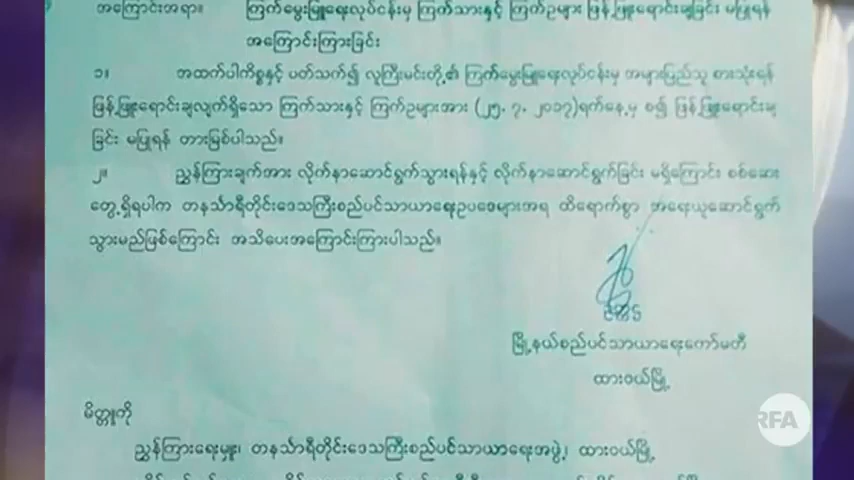 အကြောင်းအရာ။ ကြက်မွေးမြူရေးလုပ်ငန်းမှ ကြက်သားနှင့် ကြက်ဥများ ဖြန့်ဖြူးရောင်းချခြင်း မပြုရန်
အကြောင်းကြားခြင်း
၁။ အထက်ပါကိစ္စနှင့် ပတ်သက်၍ လူကြီးမင်းတို့၏ ကြက်မွေးမြူရေးလုပ်ငန်းမှ အများပြည်သူ စားသုံးရန်
ဖြန့်ဖြူးရောင်းချလျက်ရှိသော ကြက်သားနှင့် ကြက်ဥများအား (၂၅. ၇. ၂၀၁၇)ရက်နေ့မှ စ၍ ဖြန့်ဖြူးရောင်းချ
ခြင်း မပြုရန် တားမြစ်ပါသည်။
၂။ ညွှန်ကြားချက်အား လိုက်နာဆောင်ရွက်သွားရန်နှင့် လိုက်နာဆောင်ရွက်ခြင်း မရှိကြောင်း စစ်ဆေး
တွေ့ရှိရပါက တနင်္သာရီတိုင်းဒေသကြီးစည်ပင်သာယာရေးဥပဒေများအရ ထိရောက်စွာ အရေးယူဆောင်ရွက်
သွားမည်ဖြစ်ကြောင်း အသိပေးအကြောင်းကြားပါသည်။
ဥက္ကဋ္ဌ
မြို့နယ်စည်ပင်သာယာရေးကော်မတီ
ထားဝယ်မြို့
မိတ္တူကို
ညွှန်ကြားရေးမှူး၊ တနင်္သာရီတိုင်းဒေသကြီးစည်ပင်သာယာရေးအဖွဲ့၊ ထားဝယ်မြို့
RFA